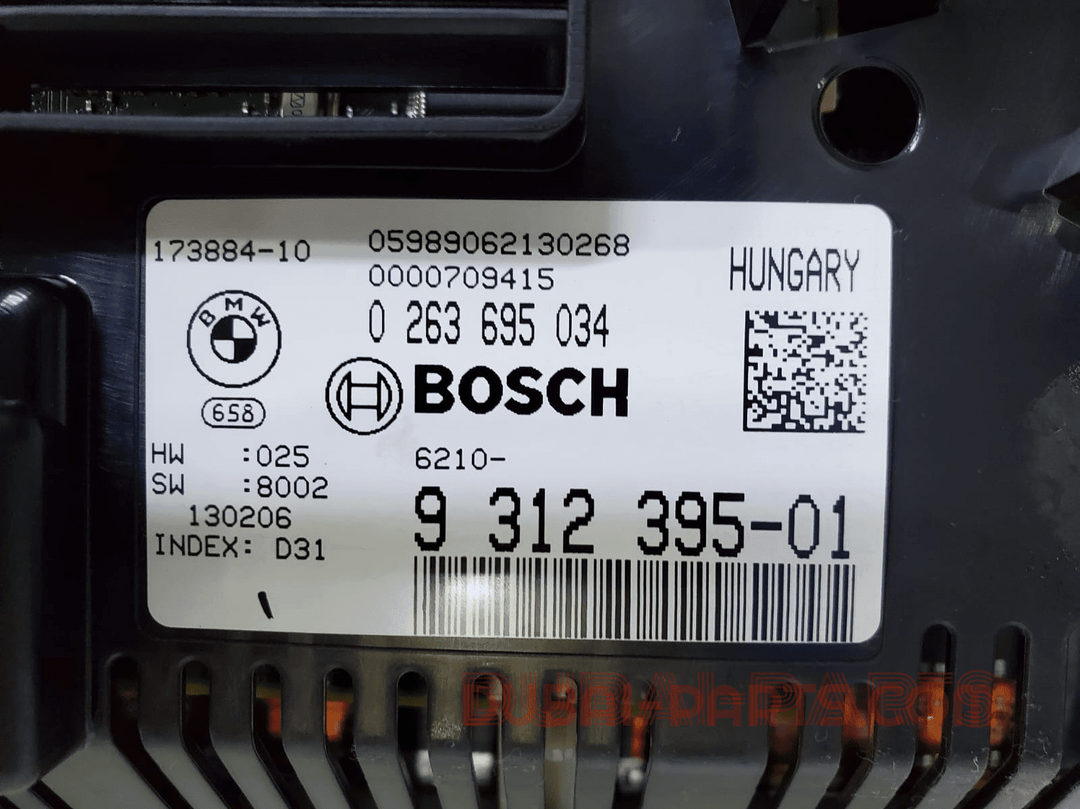 173884-10
05989062130268
0000709415
0 263 695 034
HUNGARY
BMW
658
BOSCH
HW :025
SW :8002
130206
INDEX: D31
6210-
9 312 395-01